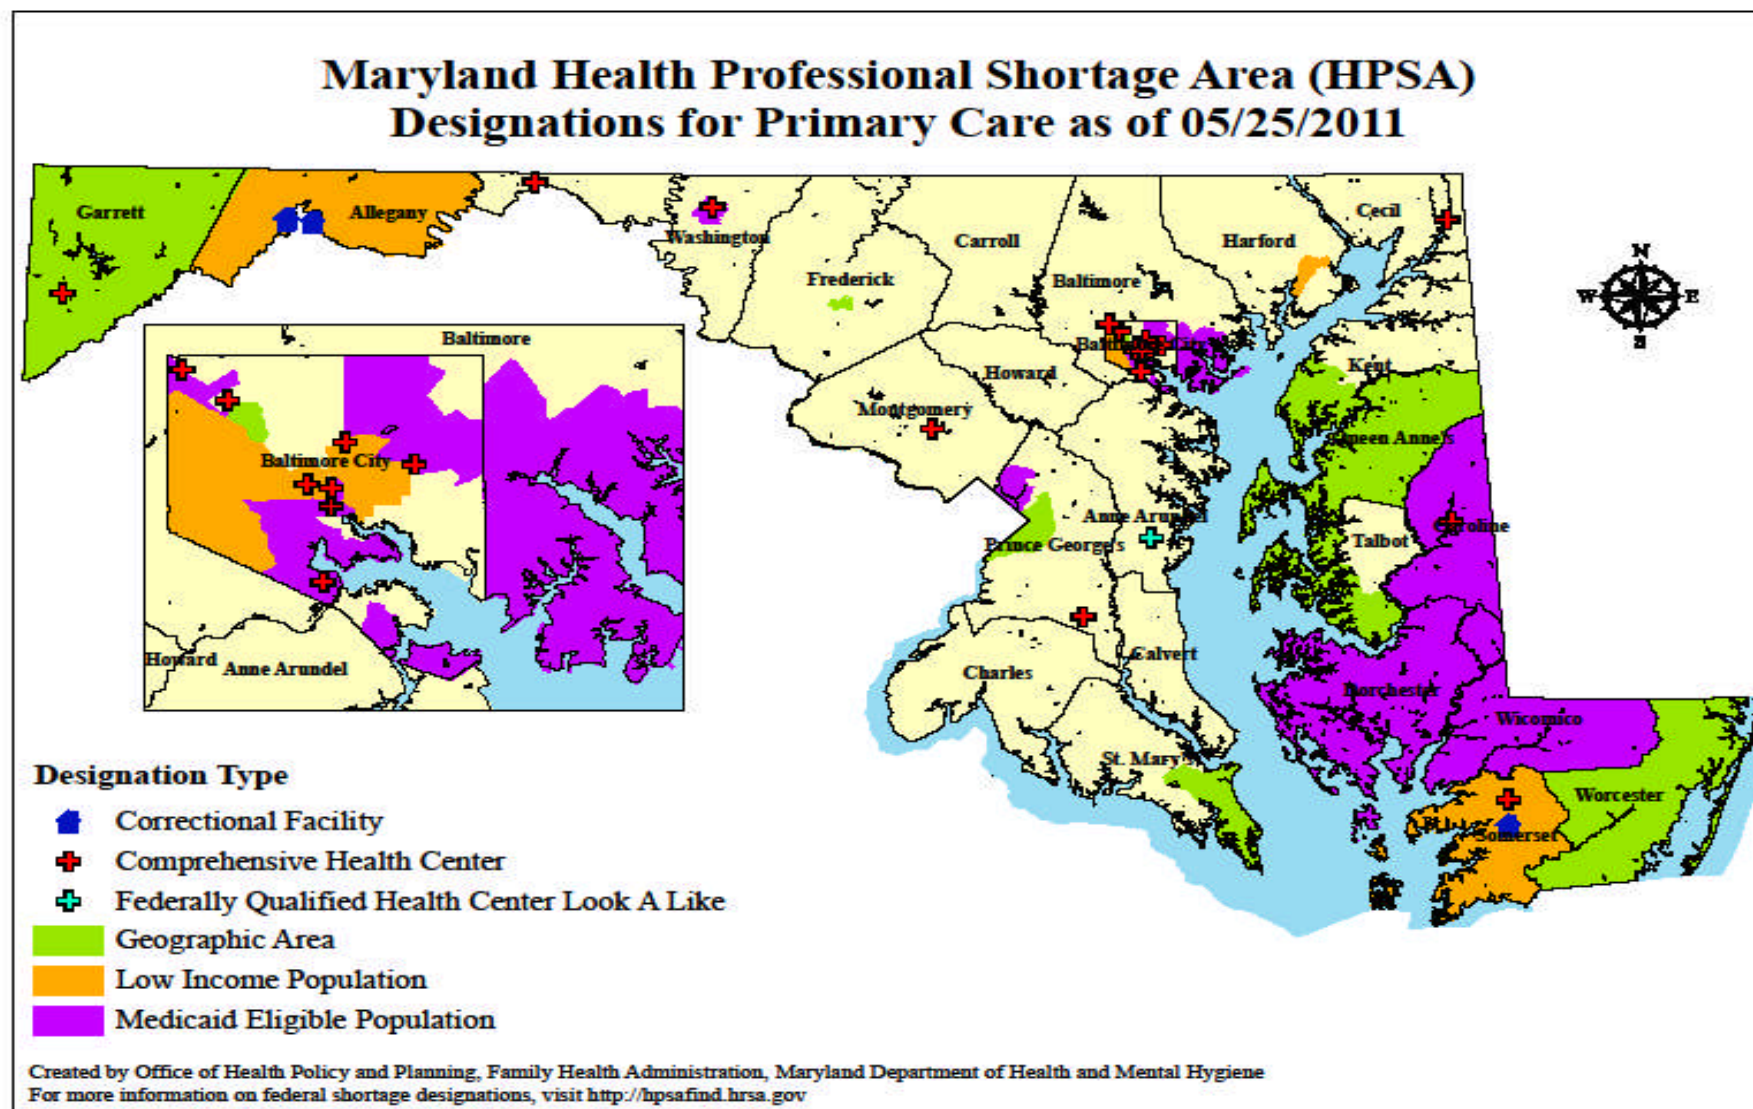 Maryland Health Professional Shortage Area (HPSA)
Designations for Primary Care as of 05/25/2011
Garrett
Allegany
Washington
Frederick
Carroll
Baltimore
Harford
Cecil
N
W
E
S
Baltimore City
Kent
Howard
Montgomery
Queen Anne's
Anne Arundel
Prince George's
Talbot
Caroline
Charles
Calvert
Dorchester
Wicomico
St. Mary's
Worcester
Somerset
Baltimore
Baltimore City
Howard
Anne Arundel
Designation Type
Correctional Facility
Comprehensive Health Center
Federally Qualified Health Center Look A Like
Geographic Area
Low Income Population
Medicaid Eligible Population
Created by Office of Health Policy and Planning, Family Health Administration, Maryland Department of Health and Mental Hygiene
For more information on federal shortage designations, visit http://hpsafind.hrsa.gov